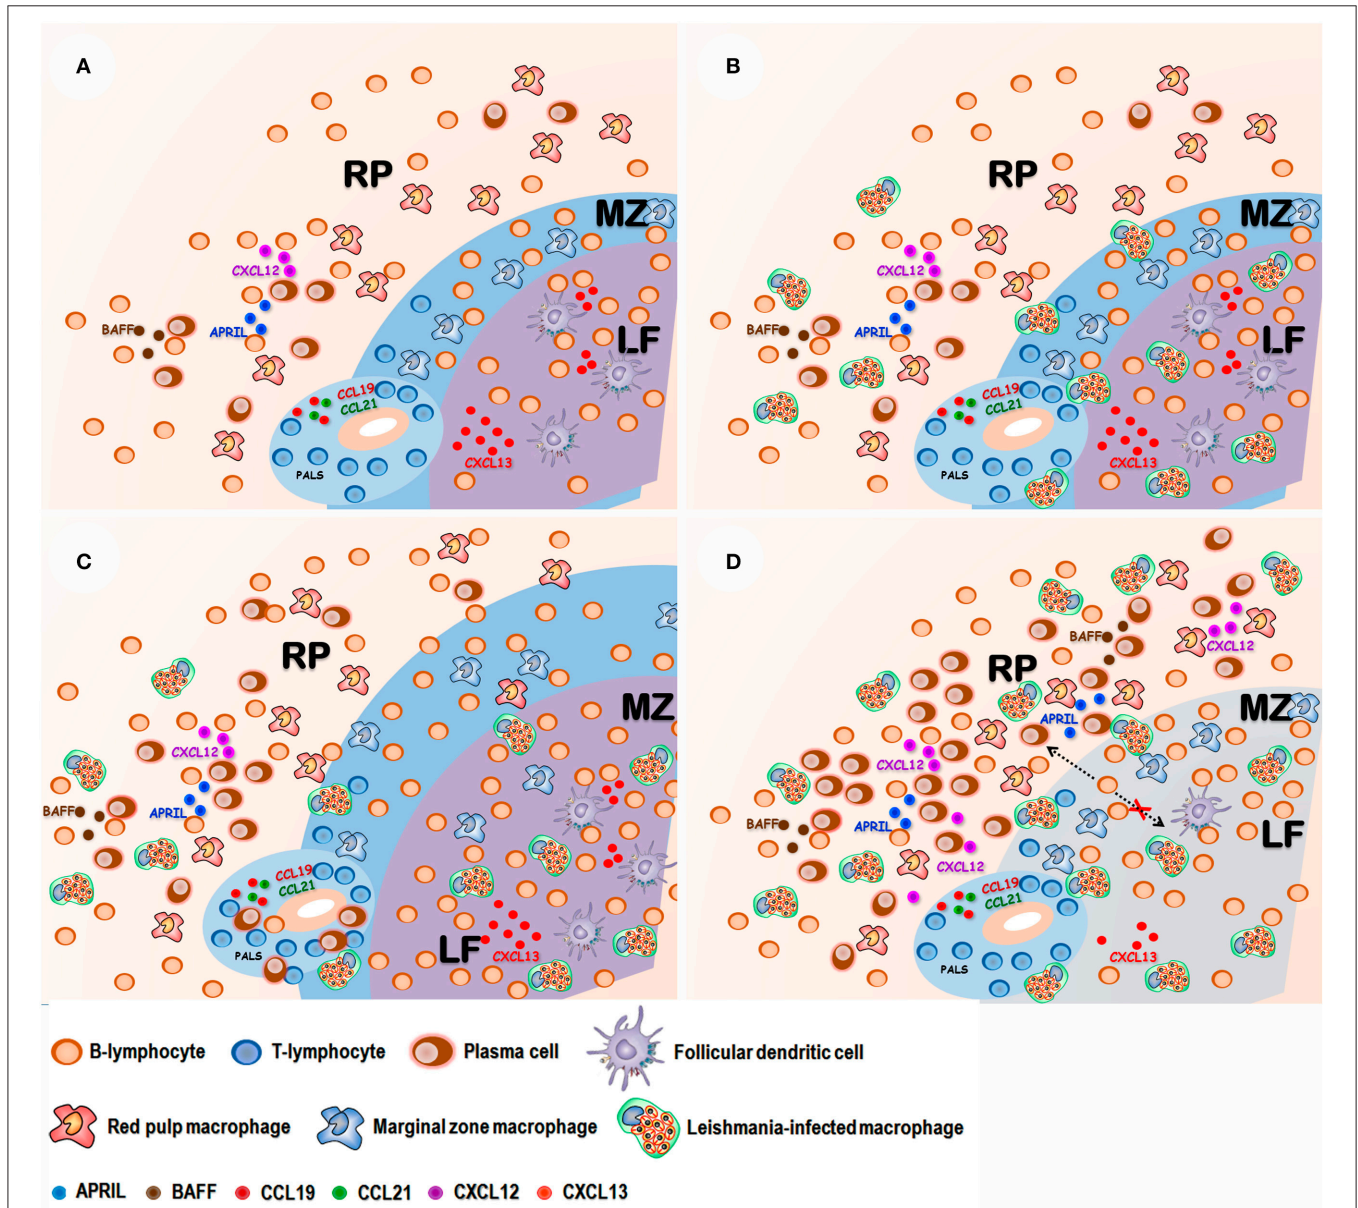 A
RP
MZ
CXCL12
BAFF
APRIL
LF
CCL19
CCL21
PALS
CXCL13
B
RP
MZ
CXCL12
BAFF
APRIL
LF
CCL19
CCL21
PALS
CXCL13
C
RP
MZ
CXCL12
BAFF
APRIL
CCL19
CCL21
PALS
LF
CXCL13
D
BAFF
CXCL12
RP
APRIL
MZ
CXCL12
BAFF
APRIL
LF
CXCL12
CCL19
CCL21
PALS
CXCL13
B-lymphocyte T-lymphocyte Plasma cell Follicular dendritic cell
Red pulp macrophage Marginal zone macrophage Leishmania-infected macrophage
APRIL BAFF CCL19 CCL21 CXCL12 CXCL13